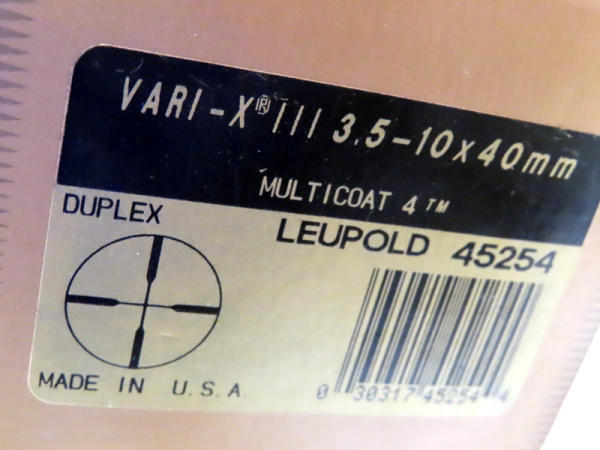 VARI-X® III 3.5-10x40mm
MULTICOAT 4™
DUPLEX
LEUPOLD 45254
MADE IN U.S.A.
0 30317 45254 4